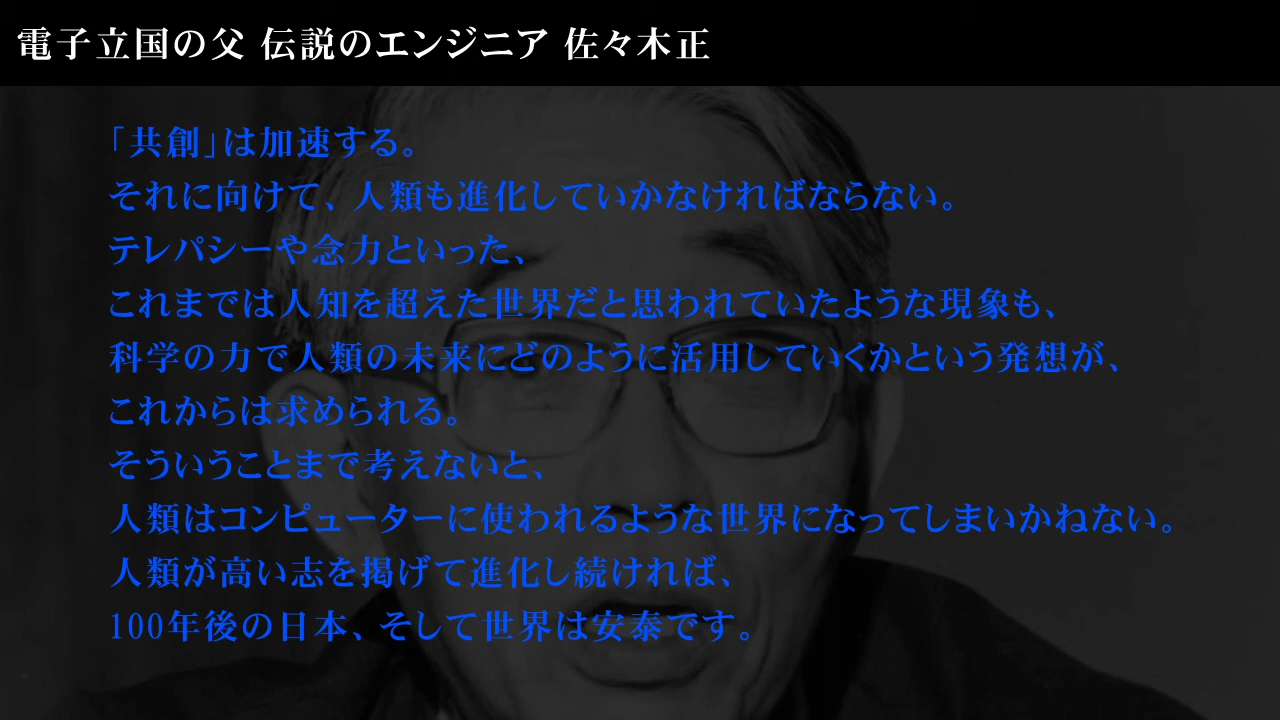 電子立国の父 伝説のエンジニア 佐々木正
「共創」は加速する。
それに向けて、人類も進化していかなければならない。
テレパシーや念力といった、
これまでは人知を超えた世界だと思われていたような現象も、
科学の力で人類の未来にどのように活用していくかという発想が、
これからは求められる。
そういうことまで考えないと、
人類はコンピューターに使われるような世界になってしまいかねない。
人類が高い志を掲げて進化し続ければ、
100年後の日本、そして世界は安泰です。